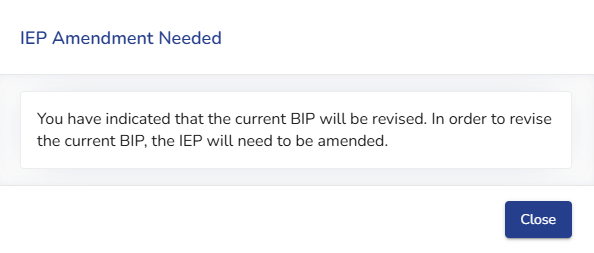 IEP Amendment Needed
You have indicated that the current BIP will be revised. In order to revise
the current BIP, the IEP will need to be amended.
Close